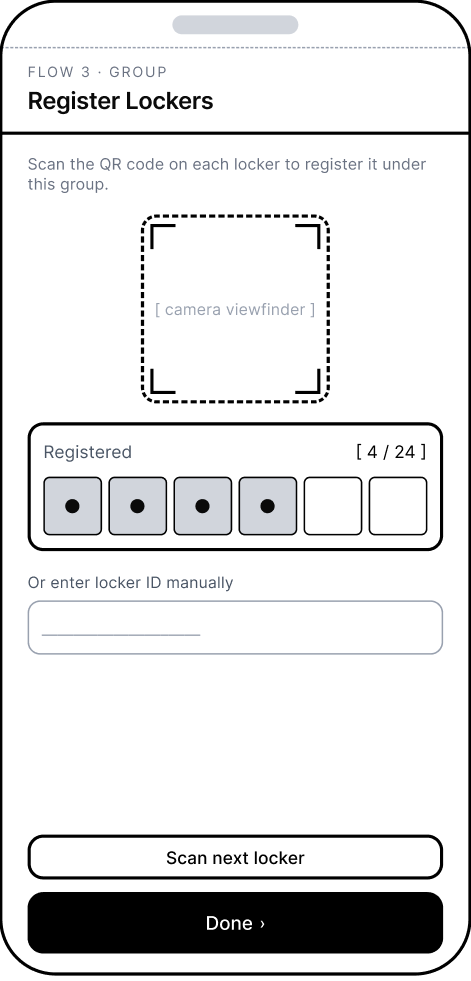 FLOW 3 · GROUP
Register Lockers
Scan the QR code on each locker to register it under
this group.
[ camera viewfinder ]
Registered [ 4 / 24 ]
Or enter locker ID manually
Scan next locker
Done ›